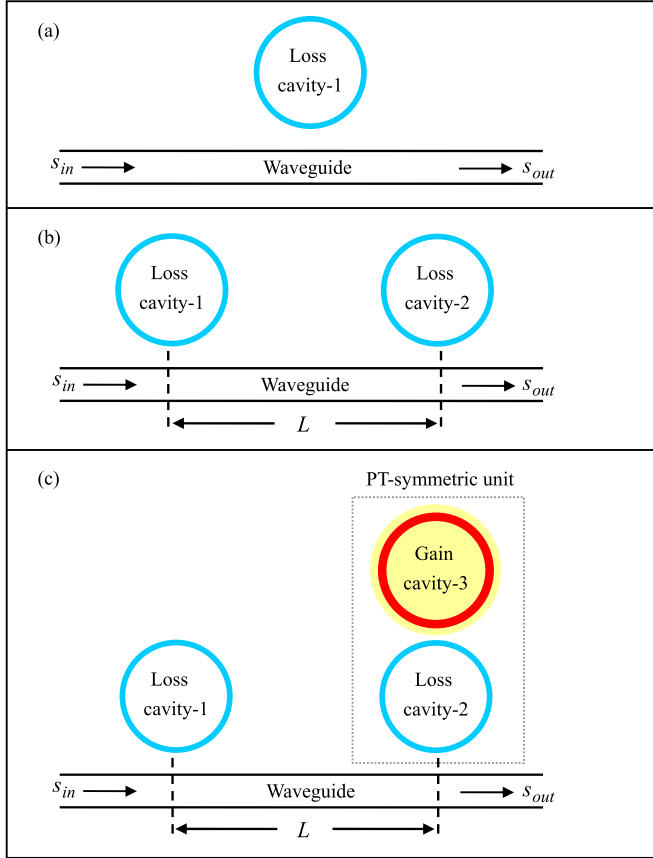 (a)
Loss
cavity-1
s_in Waveguide s_out
(b)
Loss Loss
cavity-1 cavity-2
s_in Waveguide s_out
L
(c)
PT-symmetric unit
Gain
cavity-3
Loss Loss
cavity-1 cavity-2
s_in Waveguide s_out
L